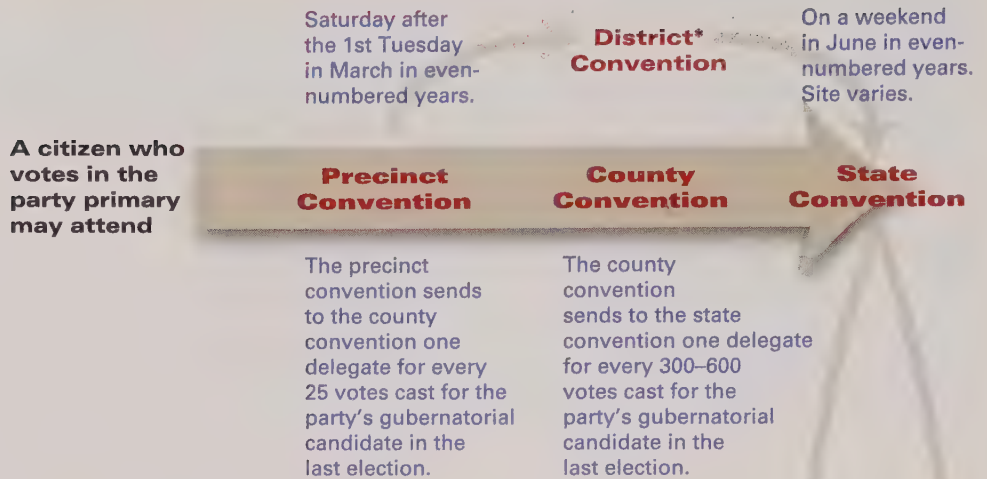 Saturday after
the 1st Tuesday
in March in even-
numbered years.
District*
Convention
On a weekend
in June in even-
numbered years.
Site varies.
A citizen who
votes in the
party primary
may attend
Precinct
Convention
County
Convention
State
Convention
The precinct
convention sends
to the county
convention one
delegate for every
25 votes cast for the
party's gubernatorial
candidate in the
last election.
The county
convention
sends to the state
convention one delegate
for every 300–600
votes cast for the
party's gubernatorial
candidate in the
last election.